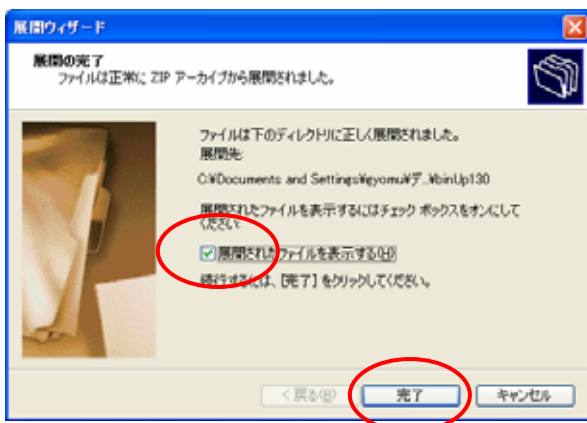 展開ウィザード
展開の完了
ファイルは正常に ZIP アーカイブから展開されました。
ファイルは下のディレクトリに正しく展開されました。
展開先:
C:¥Documents and Settings¥gyomu¥デ...¥binUp130
展開されたファイルを表示するにはチェック ボックスをオンにして
ください:
展開されたファイルを表示する(H)
続行するには、[完了] をクリックしてください。
< 戻る(B)
完了
キャンセル